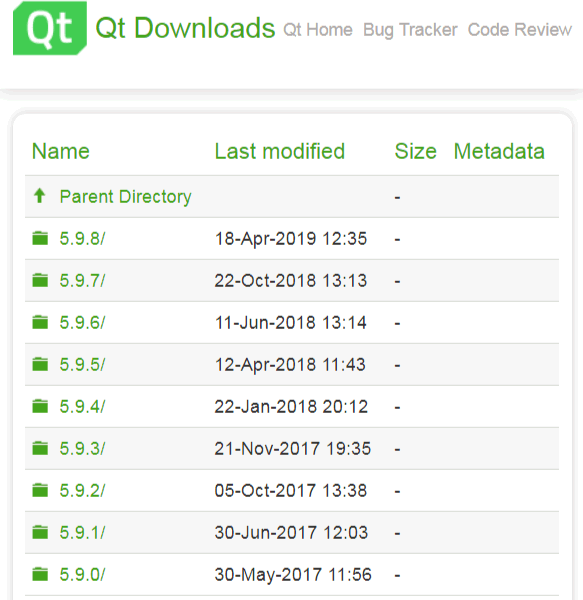 Qt Qt Downloads Qt Home Bug Tracker Code Review
Name Last modified Size Metadata
Parent Directory -
5.9.8/ 18-Apr-2019 12:35 -
5.9.7/ 22-Oct-2018 13:13 -
5.9.6/ 11-Jun-2018 13:14 -
5.9.5/ 12-Apr-2018 11:43 -
5.9.4/ 22-Jan-2018 20:12 -
5.9.3/ 21-Nov-2017 19:35 -
5.9.2/ 05-Oct-2017 13:38 -
5.9.1/ 30-Jun-2017 12:03 -
5.9.0/ 30-May-2017 11:56 -